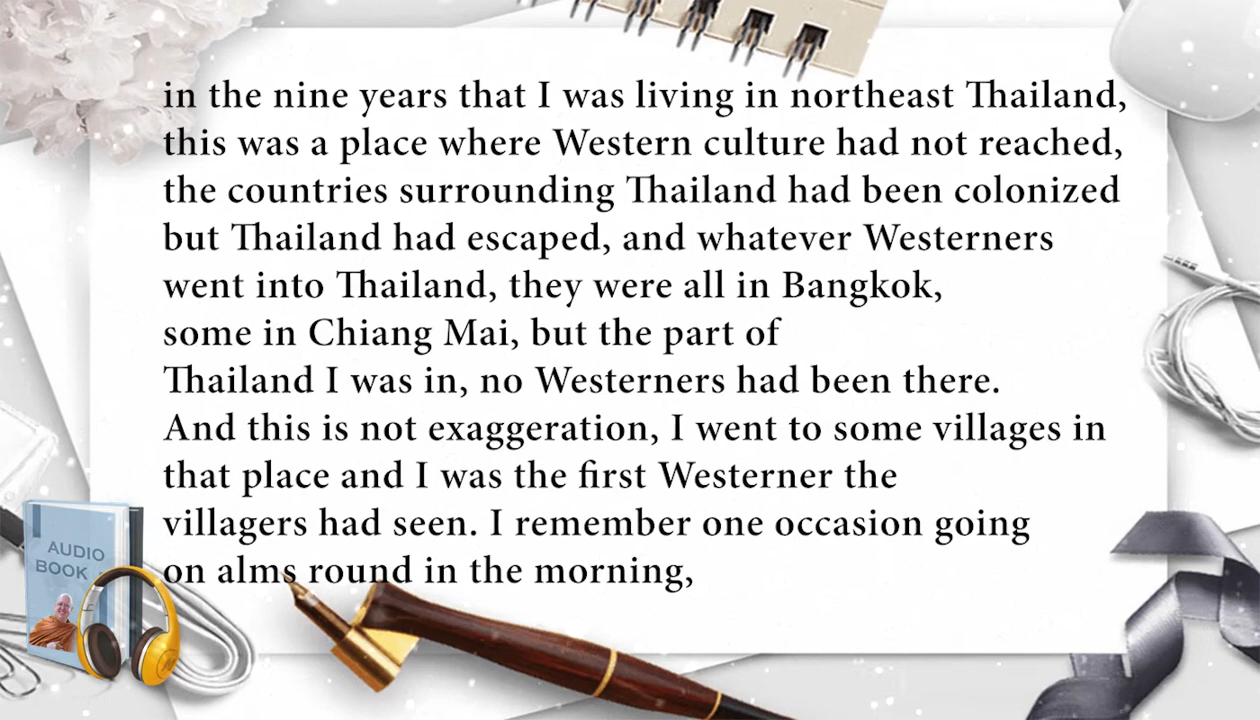 in the nine years that I was living in northeast Thailand,
this was a place where Western culture had not reached,
the countries surrounding Thailand had been colonized
but Thailand had escaped, and whatever Westerners
went into Thailand, they were all in Bangkok,
some in Chiang Mai, but the part of
Thailand I was in, no Westerners had been there.
And this is not exaggeration, I went to some villages in
that place and I was the first Westerner the
villagers had seen. I remember one occasion going
on alms round in the morning,
AUDIO
BOOK